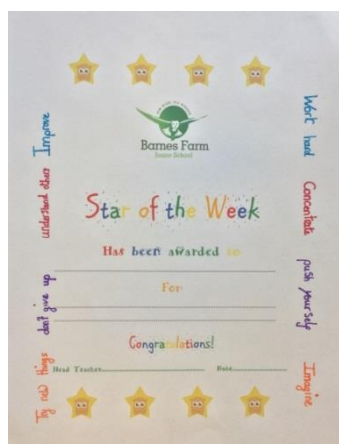 Barnes Farm
Junior School
Star of the Week
Has been awarded to
For
Congratulations!
Head Teacher
Date
Improve
understand others
don't give up
Try new things
Work hard
Concentrate
push yourself
Imagine